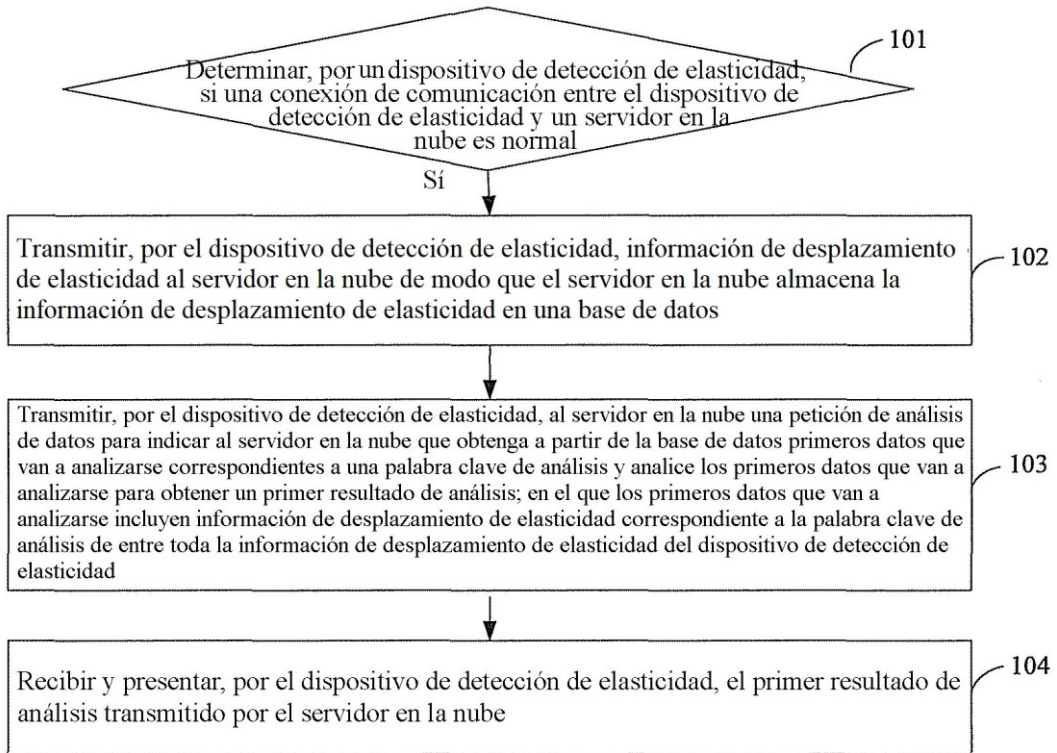 101
Determinar, por un dispositivo de detección de elasticidad,
si una conexión de comunicación entre el dispositivo de
detección de elasticidad y un servidor en la
nube es normal
Sí
Transmitir, por el dispositivo de detección de elasticidad, información de desplazamiento
de elasticidad al servidor en la nube de modo que el servidor en la nube almacena la
información de desplazamiento de elasticidad en una base de datos
102
Transmitir, por el dispositivo de detección de elasticidad, al servidor en la nube una petición de análisis
de datos para indicar al servidor en la nube que obtenga a partir de la base de datos primeros datos que
van a analizarse correspondientes a una palabra clave de análisis y analice los primeros datos que van a
analizarse para obtener un primer resultado de análisis; en el que los primeros datos que van a
analizarse incluyen información de desplazamiento de elasticidad correspondiente a la palabra clave de
análisis de entre toda la información de desplazamiento de elasticidad del dispositivo de detección de
elasticidad
103
Recibir y presentar, por el dispositivo de detección de elasticidad, el primer resultado de
análisis transmitido por el servidor en la nube
104